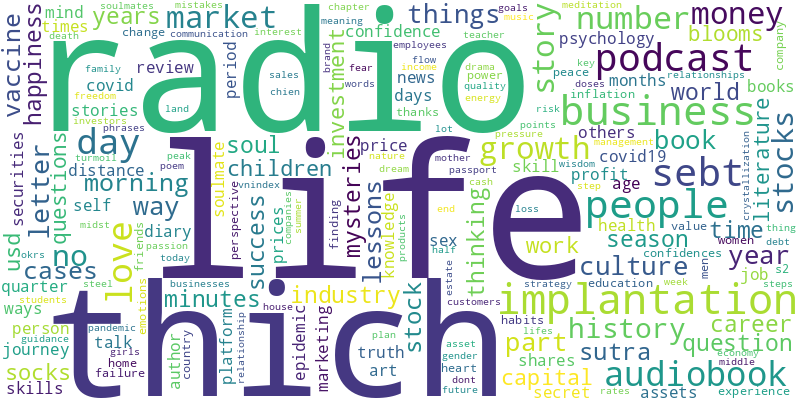 radio
life
thich
soulmates
mistakes
chapter
meaning
goals
music
meditation
mind
years
market
change
communication
interest
confidence
things
story
number
money
times
death
employees
teacher
psychology
blooms
key
company
vaccine
happiness
family
covid
review
period
sales
brand
fear
words
investment
news
days
flow
drama
power
quality
energy
income
podcast
peace
months
relationships
world
doses
inflation
books
freedom
investors
stories
land
chien
thanks
business
risk
points
others
literature
stocks
securities
letter
phrases
day
turmoil
peak
poem
soul
price
lot
pressure
management
growth
skill
covid19
book
crystallization
questions
distance
morning
children
nature
mother
wisdom
profit
step
sebt
self
way
soulmate
vnindex
perspective
dream
passport
cash
age
people
usd
no
midst
love
friends
diary
passion
today
success
prices
companies
summer
finding
mysteries
lessons
knowledge
products
half
sex
end
loss
thinking
work
health
season
value
women
time
thing
debt
cases
okrs
steel
emotions
minutes
businesses
house
estate
customers
strategy
culture
education
confidences
men
week
year
job
s2
steps
quarter
students
ways
person
pandemic
guidance
talk
journey
girls
home
failure
socks
skills
author
country
platform
relationship
industry
epidemic
marketing
plan
truth
art
stock
asset
gender
heart
dont
future
habits
lifes
implantation
part
history
career
question
shares
sutra
capital
secret
audiobook
assets
rates
economy
middle
experience